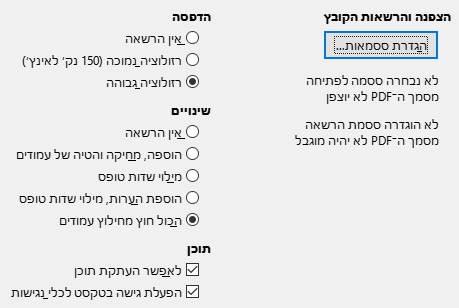 הצפנה והרשאות הקובץ
הגדרת ססמאות...
לא נבחרה ססמה לפתיחה
מסמך ה־PDF לא יוצפן
לא הוגדרה ססמת הרשאה
מסמך ה־PDF לא יהיה מוגבל
הדפסה
אין הרשאה
רזולוציה נמוכה (150 נק׳ לאינץ׳)
רזולוציה גבוהה
שינויים
אין הרשאה
הוספה, מחיקה והטיה של עמודים
מילוי שדות טופס
הוספת הערות, מילוי שדות טופס
הכול חוץ מחילוץ עמודים
תוכן
לאפשר העתקת תוכן
הפעלת גישה בטקסט לכלי נגישות